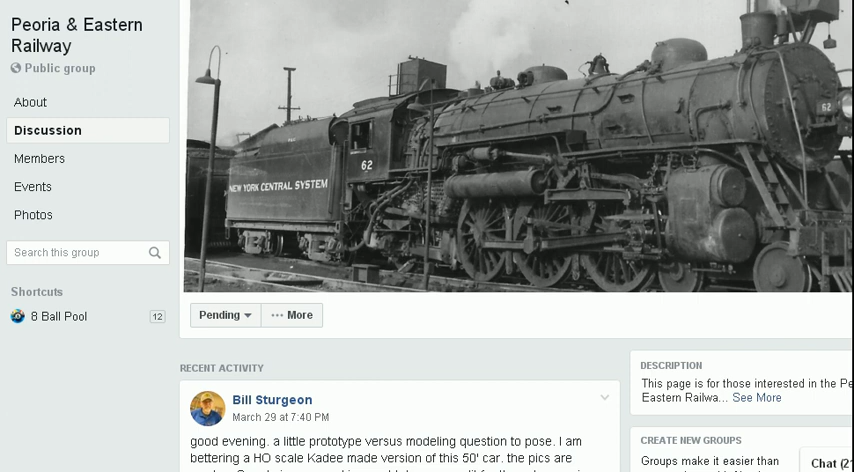 Peoria & Eastern
Railway
Public group
About
Discussion
Members
Events
Photos
Search this group
Shortcuts
8 Ball Pool 12
NEW YORK CENTRAL SYSTEM
62
62
Pending
More
RECENT ACTIVITY
Bill Sturgeon
March 29 at 7:40 PM
good evening. a little prototype versus modeling question to pose. I am
bettering a HO scale Kadee made version of this 50' car. the pics are
DESCRIPTION
This page is for those interested in the Pe
Eastern Railwa... See More
CREATE NEW GROUPS
Groups make it easier than
Chat (2